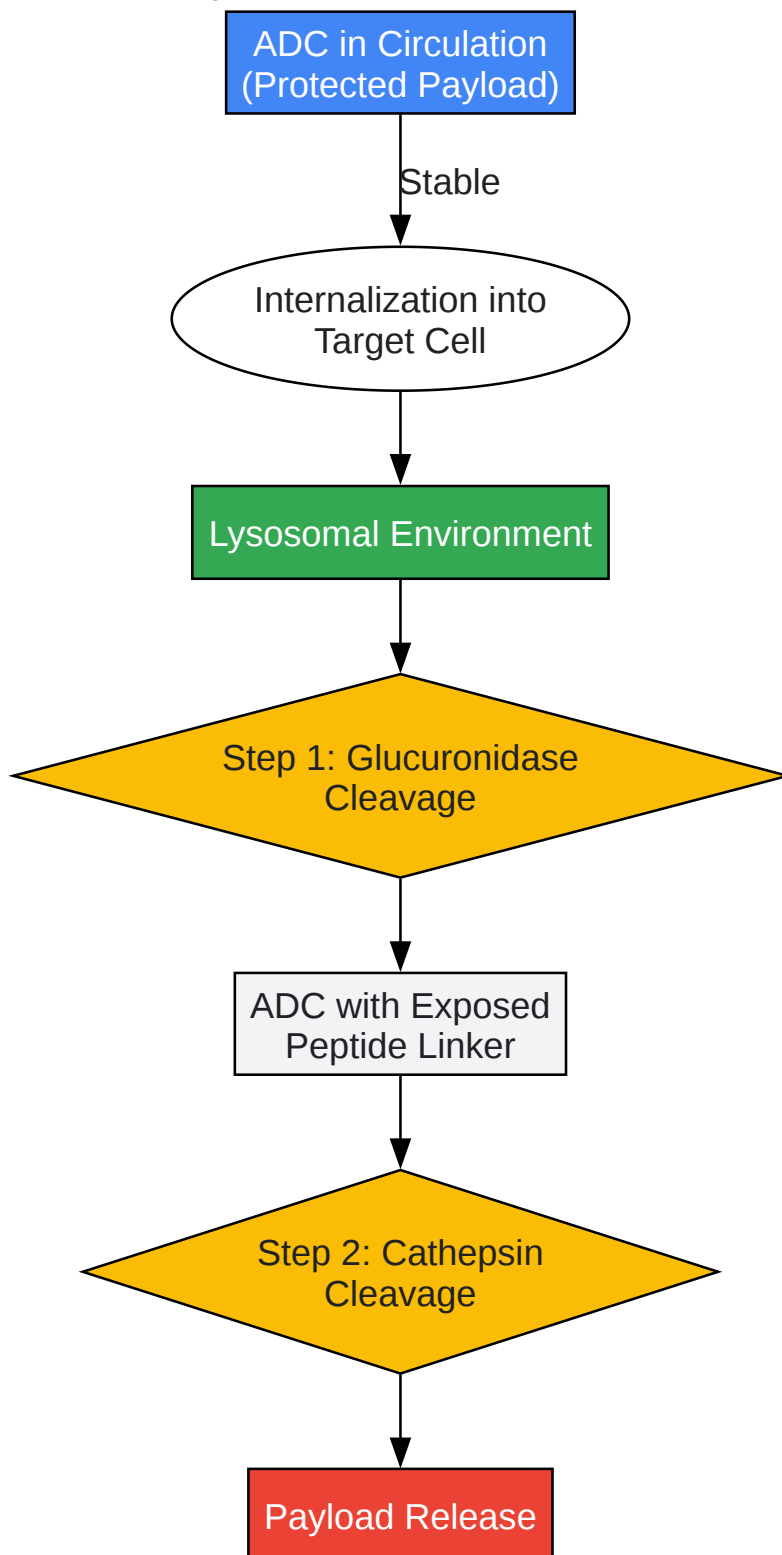 ADC in Circulation
(Protected Payload)
Stable
Internalization into
Target Cell
Lysosomal Environment
Step 1: Glucuronidase
Cleavage
ADC with Exposed
Peptide Linker
Step 2: Cathepsin
Cleavage
Payload Release